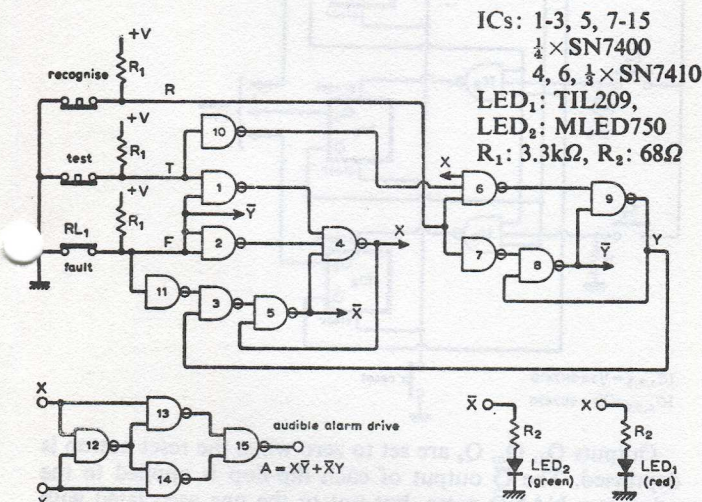 ICs: 1-3, 5, 7-15
¼ × SN7400
4, 6, ⅓ × SN7410
LED₁: TIL209,
LED₂: MLED750
R₁: 3.3kΩ, R₂: 68Ω
+V
R₁
recognise
R
+V
R₁
test
T
+V
R₁
RL₁
fault
F
10
1
Y̅
2
4
X
11
3
5
X̅
X
6
9
7
8
Y̅
Y
X
12
13
14
15
audible alarm drive
A = XY̅ + X̅Y
X̅
R₂
LED₂
(green)
X
R₂
LED₁
(red)